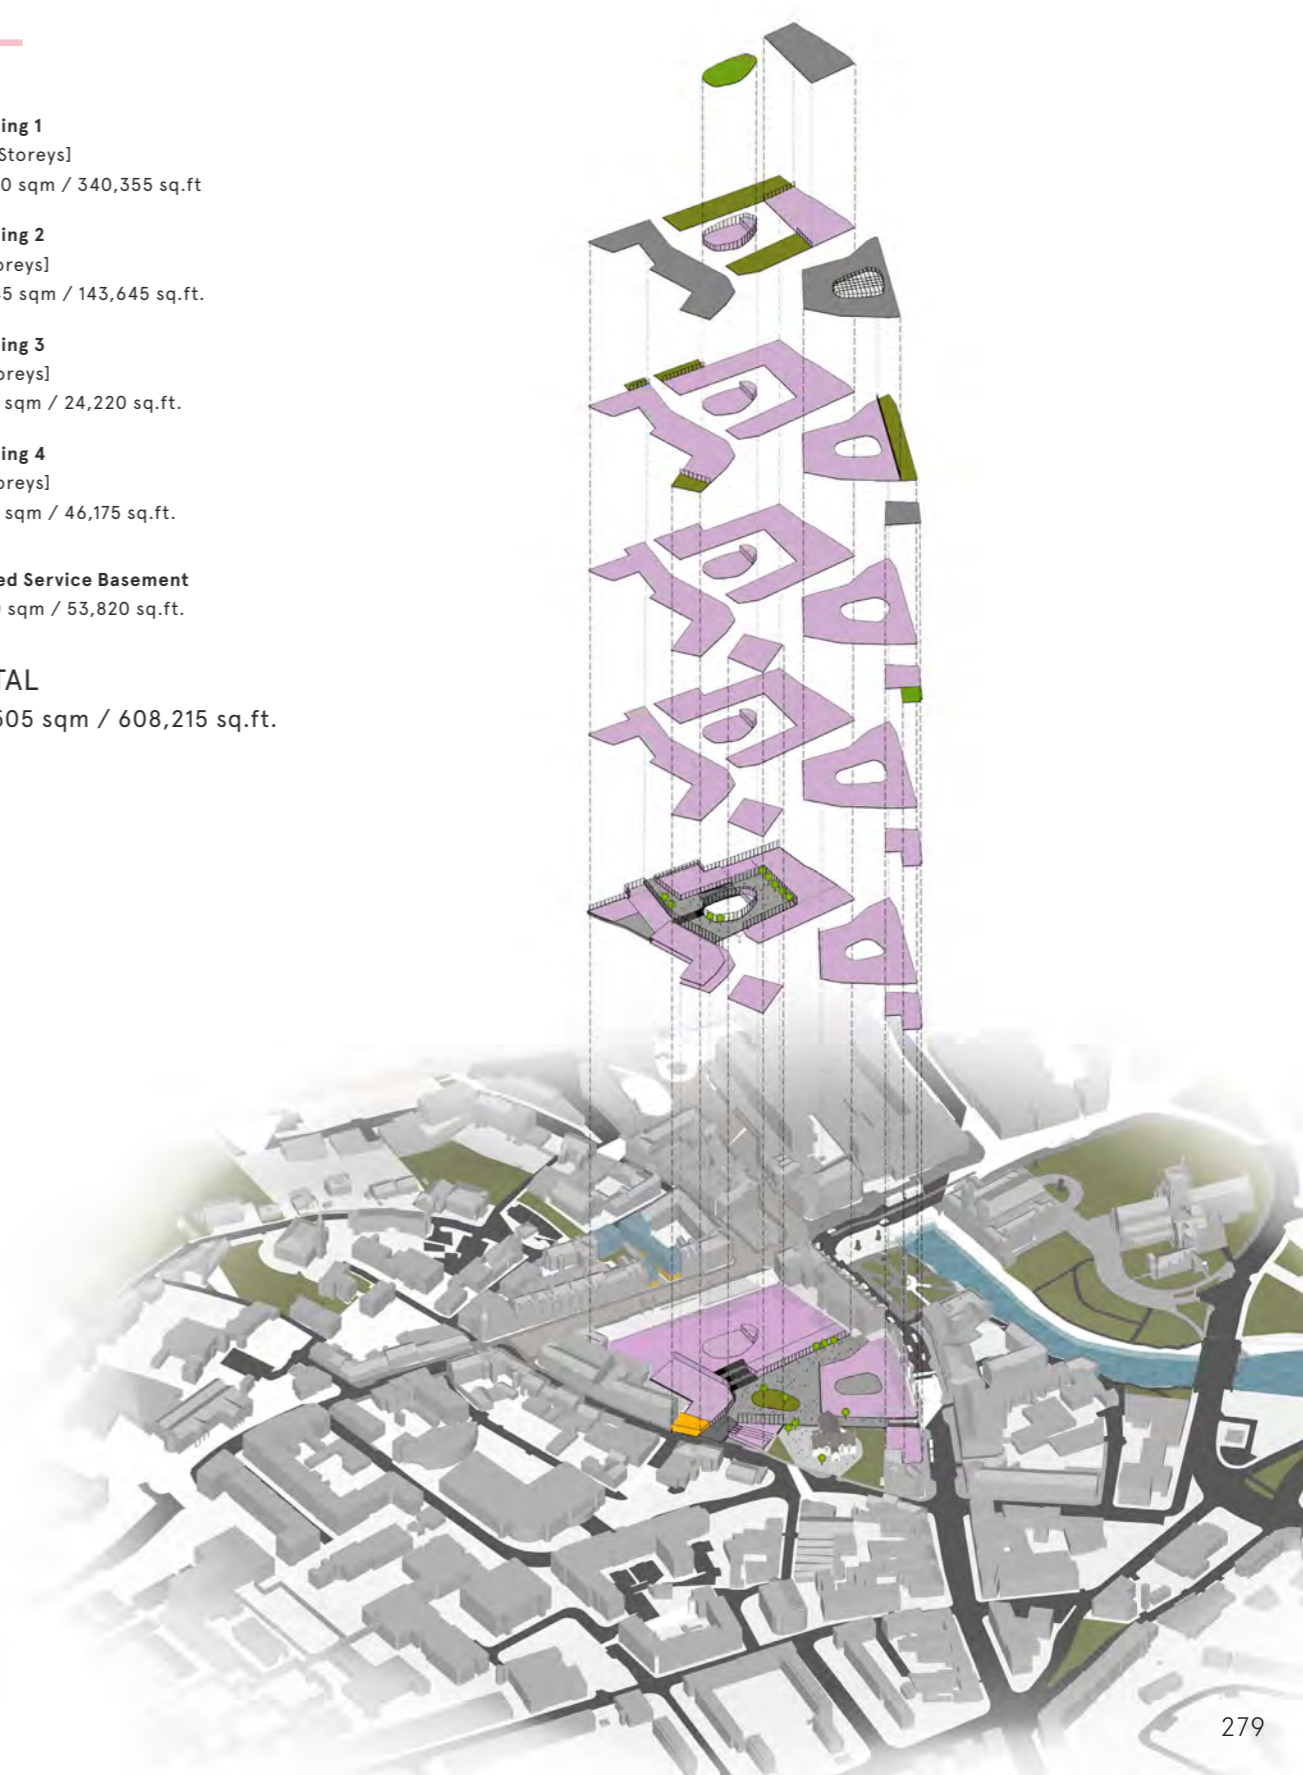 ing 1
Storeys]
0 sqm / 340,355 sq.ft
ing 2
oreys]
5 sqm / 143,645 sq.ft.
ing 3
oreys]
sqm / 24,220 sq.ft.
ing 4
oreys]
sqm / 46,175 sq.ft.
ed Service Basement
sqm / 53,820 sq.ft.
TAL
505 sqm / 608,215 sq.ft.
279